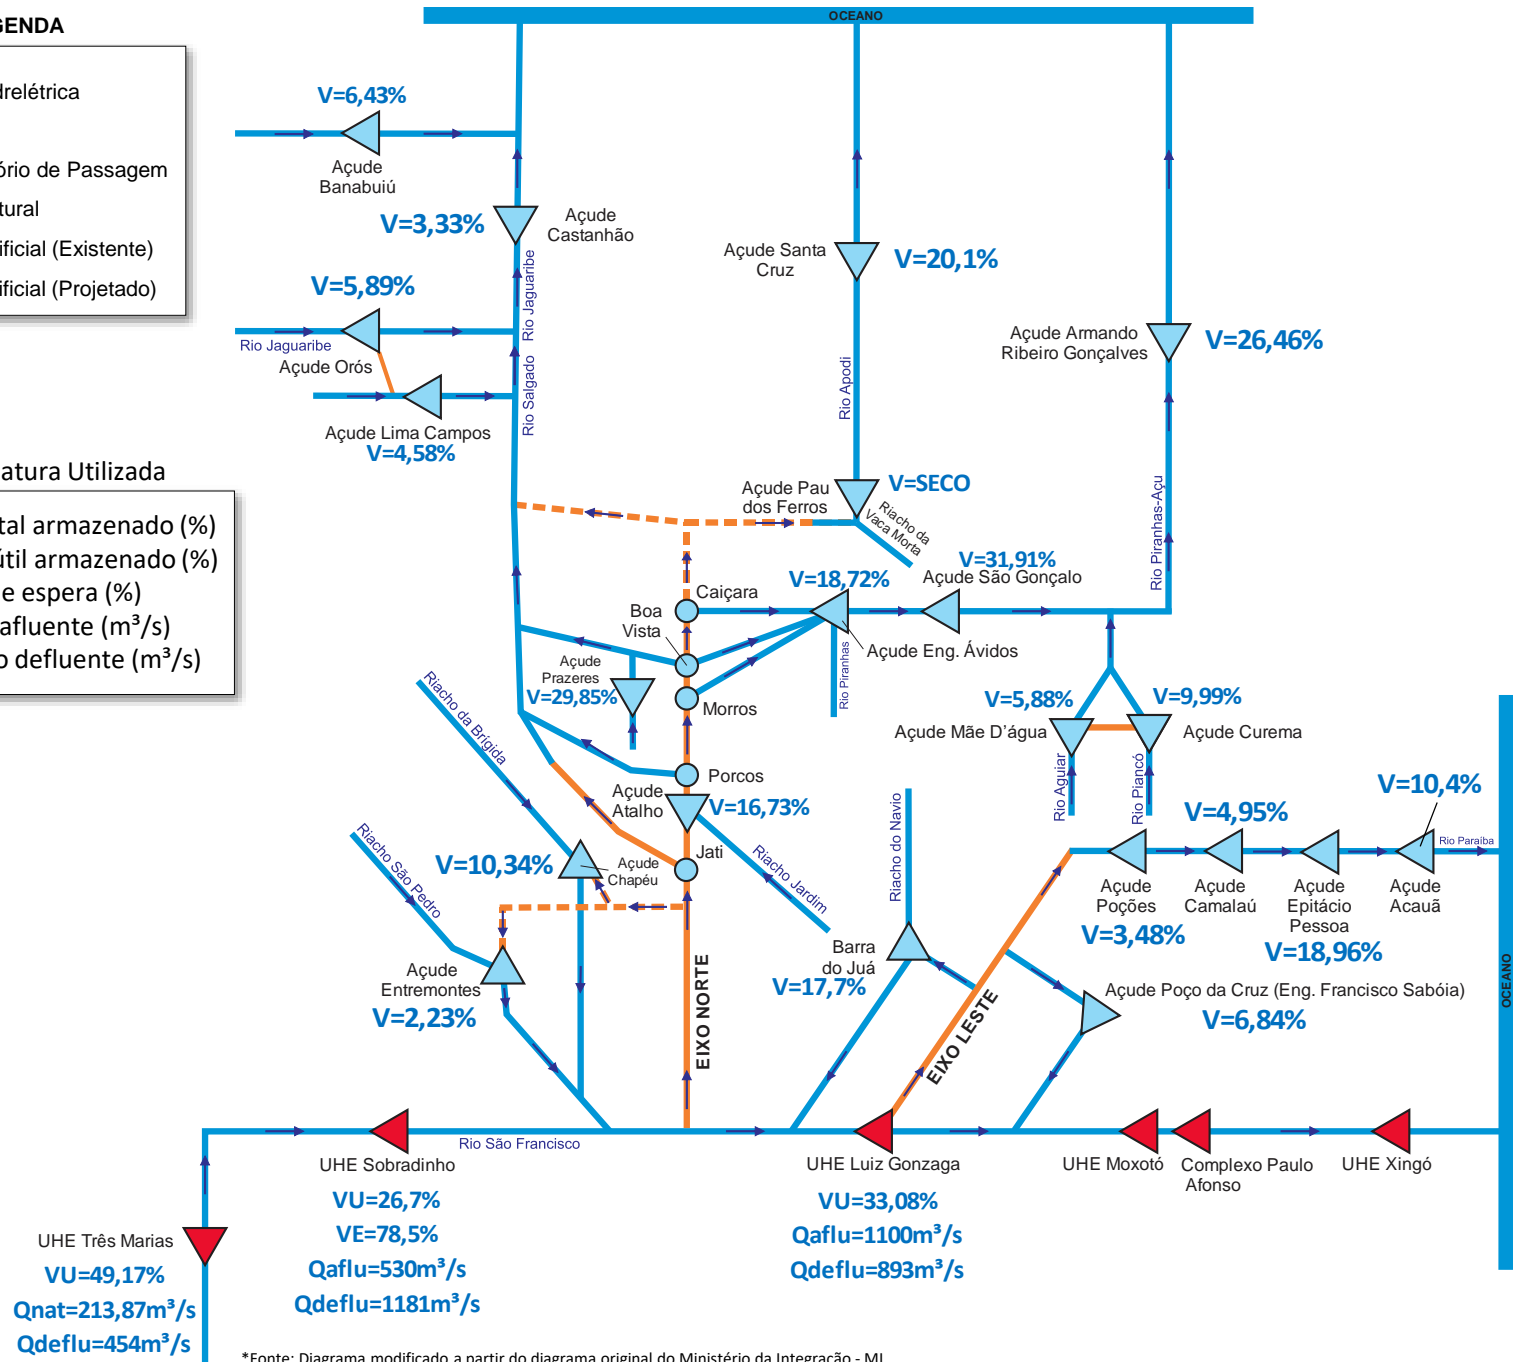 GENDA
drelétrica
ório de Passagem
tural
ificial (Existente)
ificial (Projetado)
atura Utilizada
tal armazenado (%)
útil armazenado (%)
e espera (%)
afluente (m³/s)
o defluente (m³/s)
OCEANO
V=6,43%
Açude
Banabuiú
V=3,33%
Açude
Castanhão
V=5,89%
Rio Jaguaribe
Rio Jaguaribe
Açude Orós
Rio Salgado
Açude Lima Campos
V=4,58%
Açude Santa
Cruz
V=20,1%
Rio Apodi
Açude Armando
Ribeiro Gonçalves
V=26,46%
Rio Piranhas-Açu
Açude Pau
dos Ferros
V=SECO
Riacho da
Vaca Morta
V=31,91%
Açude São Gonçalo
V=18,72%
Caiçara
Boa
Vista
Açude Eng. Ávidos
Rio Piranhas
Açude
Prazeres
V=29,85%
Morros
Riacho da Brígida
Porcos
Açude
Atalho
V=16,73%
V=5,88%
Açude Mãe D'água
V=9,99%
Açude Curema
Rio Aguiar
Rio Piancó
V=10,4%
V=4,95%
Rio Paraíba
Riacho São Pedro
V=10,34%
Açude
Chapéu
Jati
Riacho Jardim
Riacho do Navio
Açude
Poções
V=3,48%
Açude
Camalaú
Açude
Epitácio
Pessoa
V=18,96%
Açude
Acauã
Barra
do Juá
V=17,7%
Açude
Entremontes
V=2,23%
EIXO NORTE
EIXO LESTE
Açude Poço da Cruz (Eng. Francisco Sabóia)
V=6,84%
OCEANO
Rio São Francisco
UHE Sobradinho
VU=26,7%
VE=78,5%
Qaflu=530m³/s
Qdeflu=1181m³/s
UHE Luiz Gonzaga
VU=33,08%
Qaflu=1100m³/s
Qdeflu=893m³/s
UHE Moxotó
Complexo Paulo
Afonso
UHE Xingó
UHE Três Marias
VU=49,17%
Qnat=213,87m³/s
Qdeflu=454m³/s
*Fonte: Diagrama modificado a partir do diagrama original do Ministério da Integração - MI